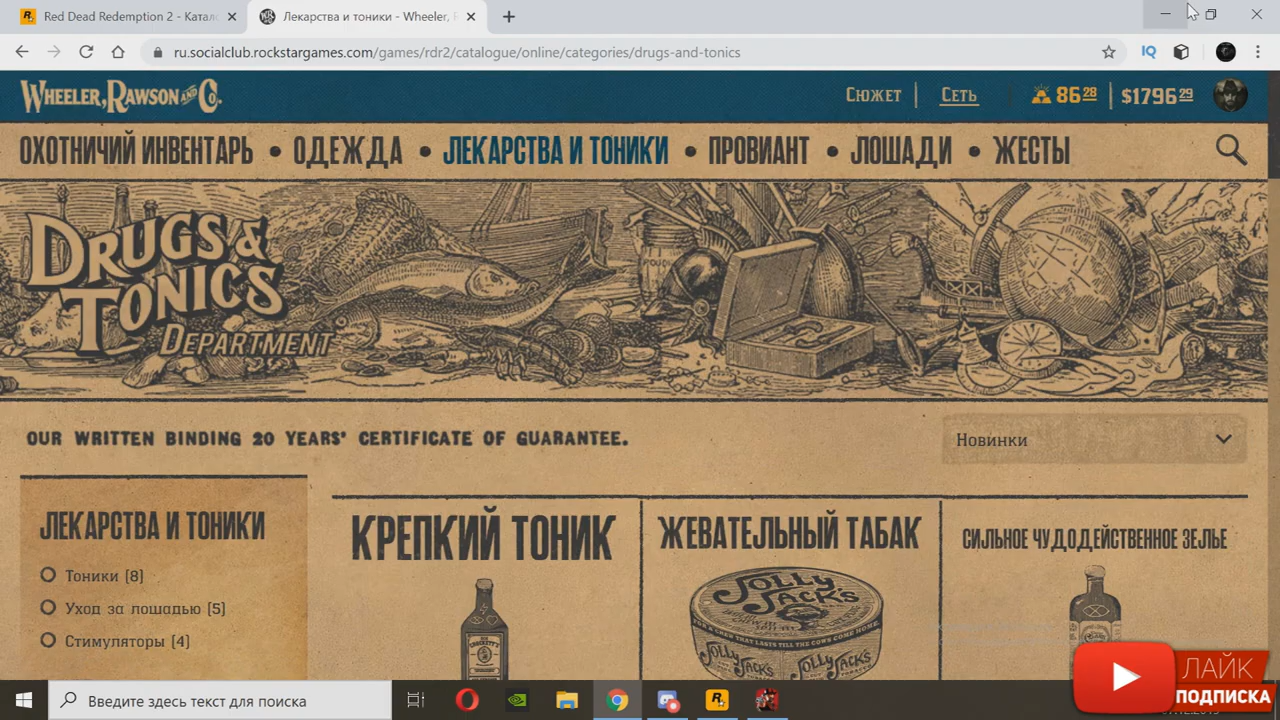 Red Dead Redemption 2 - Катало
Лекарства и тоники - Wheeler, R
ru.socialclub.rockstargames.com/games/rdr2/catalogue/online/categories/drugs-and-tonics
WHEELER, RAWSON AND CO.
Сюжет
Сеть
86 28
$1796 29
ОХОТНИЧИЙ ИНВЕНТАРЬ • ОДЕЖДА • ЛЕКАРСТВА И ТОНИКИ • ПРОВИАНТ • ЛОШАДИ • ЖЕСТЫ
DRUGS &
TONICS
DEPARTMENT
OUR WRITTEN BINDING 20 YEARS' CERTIFICATE OF GUARANTEE.
Новинки
ЛЕКАРСТВА И ТОНИКИ
Тоники (8)
Уход за лошадью (5)
Стимуляторы (4)
КРЕПКИЙ ТОНИК
ЖЕВАТЕЛЬНЫЙ ТАБАК
СИЛЬНОЕ ЧУДОДЕЙСТВЕННОЕ ЗЕЛЬЕ
JOLLY
JACK'S
JOLLY
JACK'S
JOLLY
JACK'S
ЛАЙК
ПОДПИСКА
Введите здесь текст для поиска